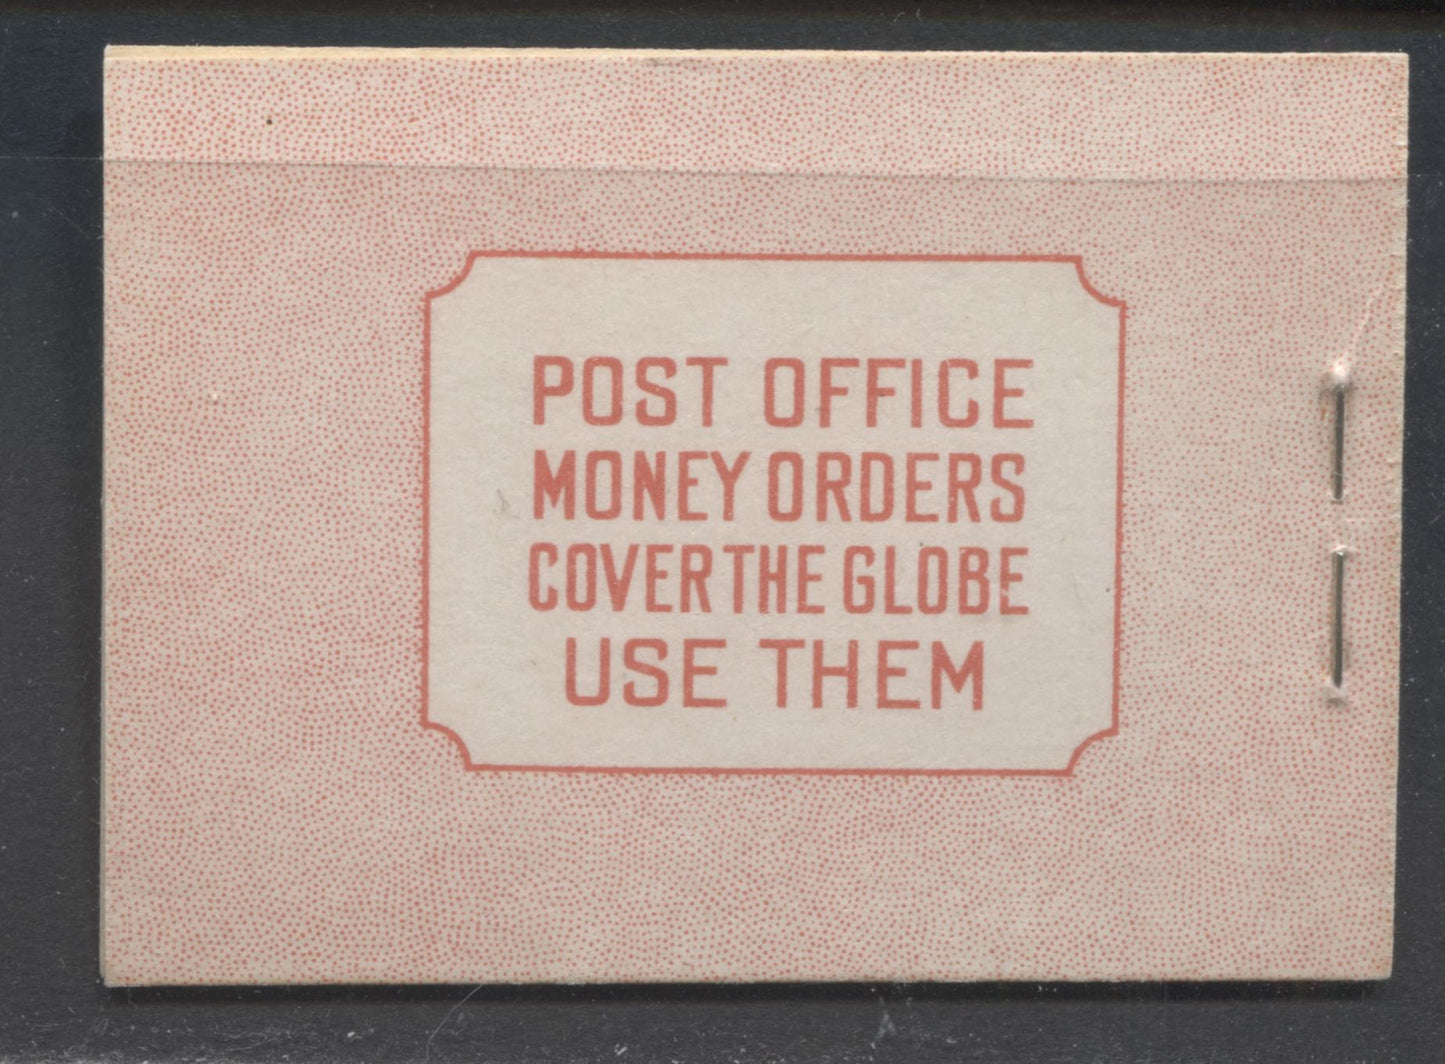 POST OFFICE
MONEY ORDERS
COVER THE GLOBE
USE THEM